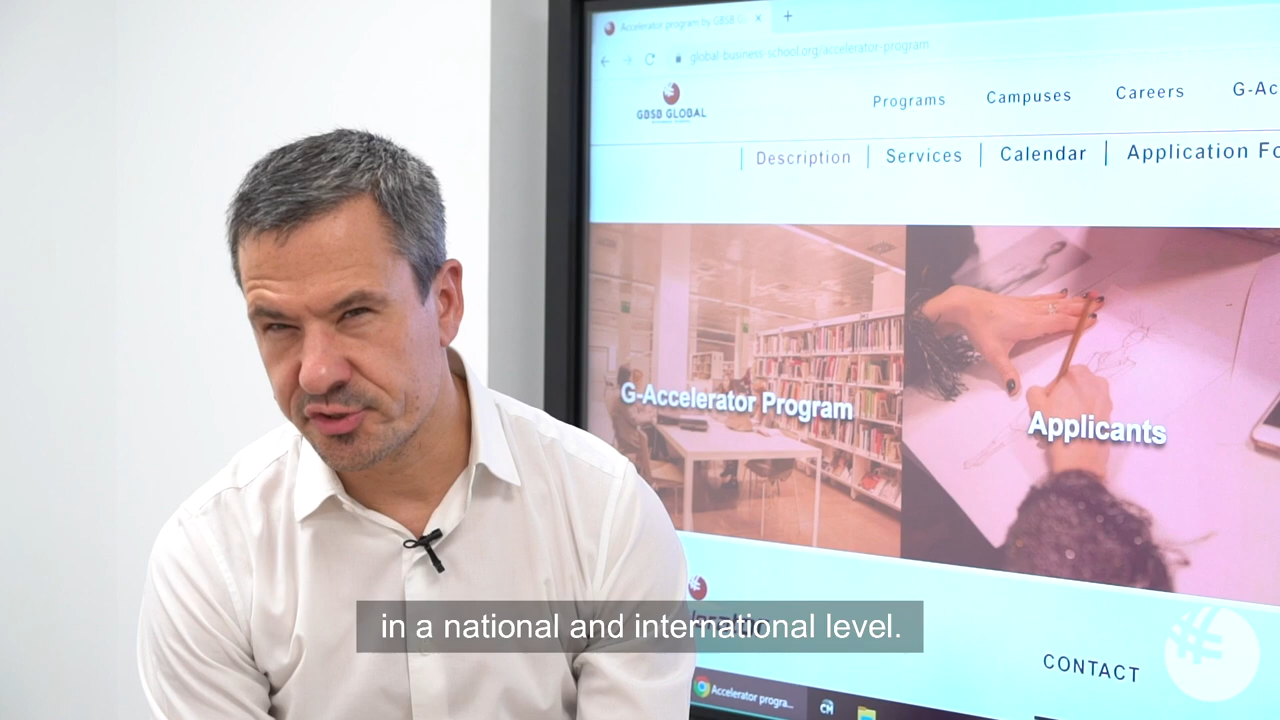 Accelerator program by GBSB G
global-business-school.org/accelerator-program
GBSB GLOBAL
Programs Campuses Careers G-Ac
Description Services Calendar Application Fo
G-Accelerator Program
Applicants
in a national and international level.
CONTACT
Accelerator progra...
CM